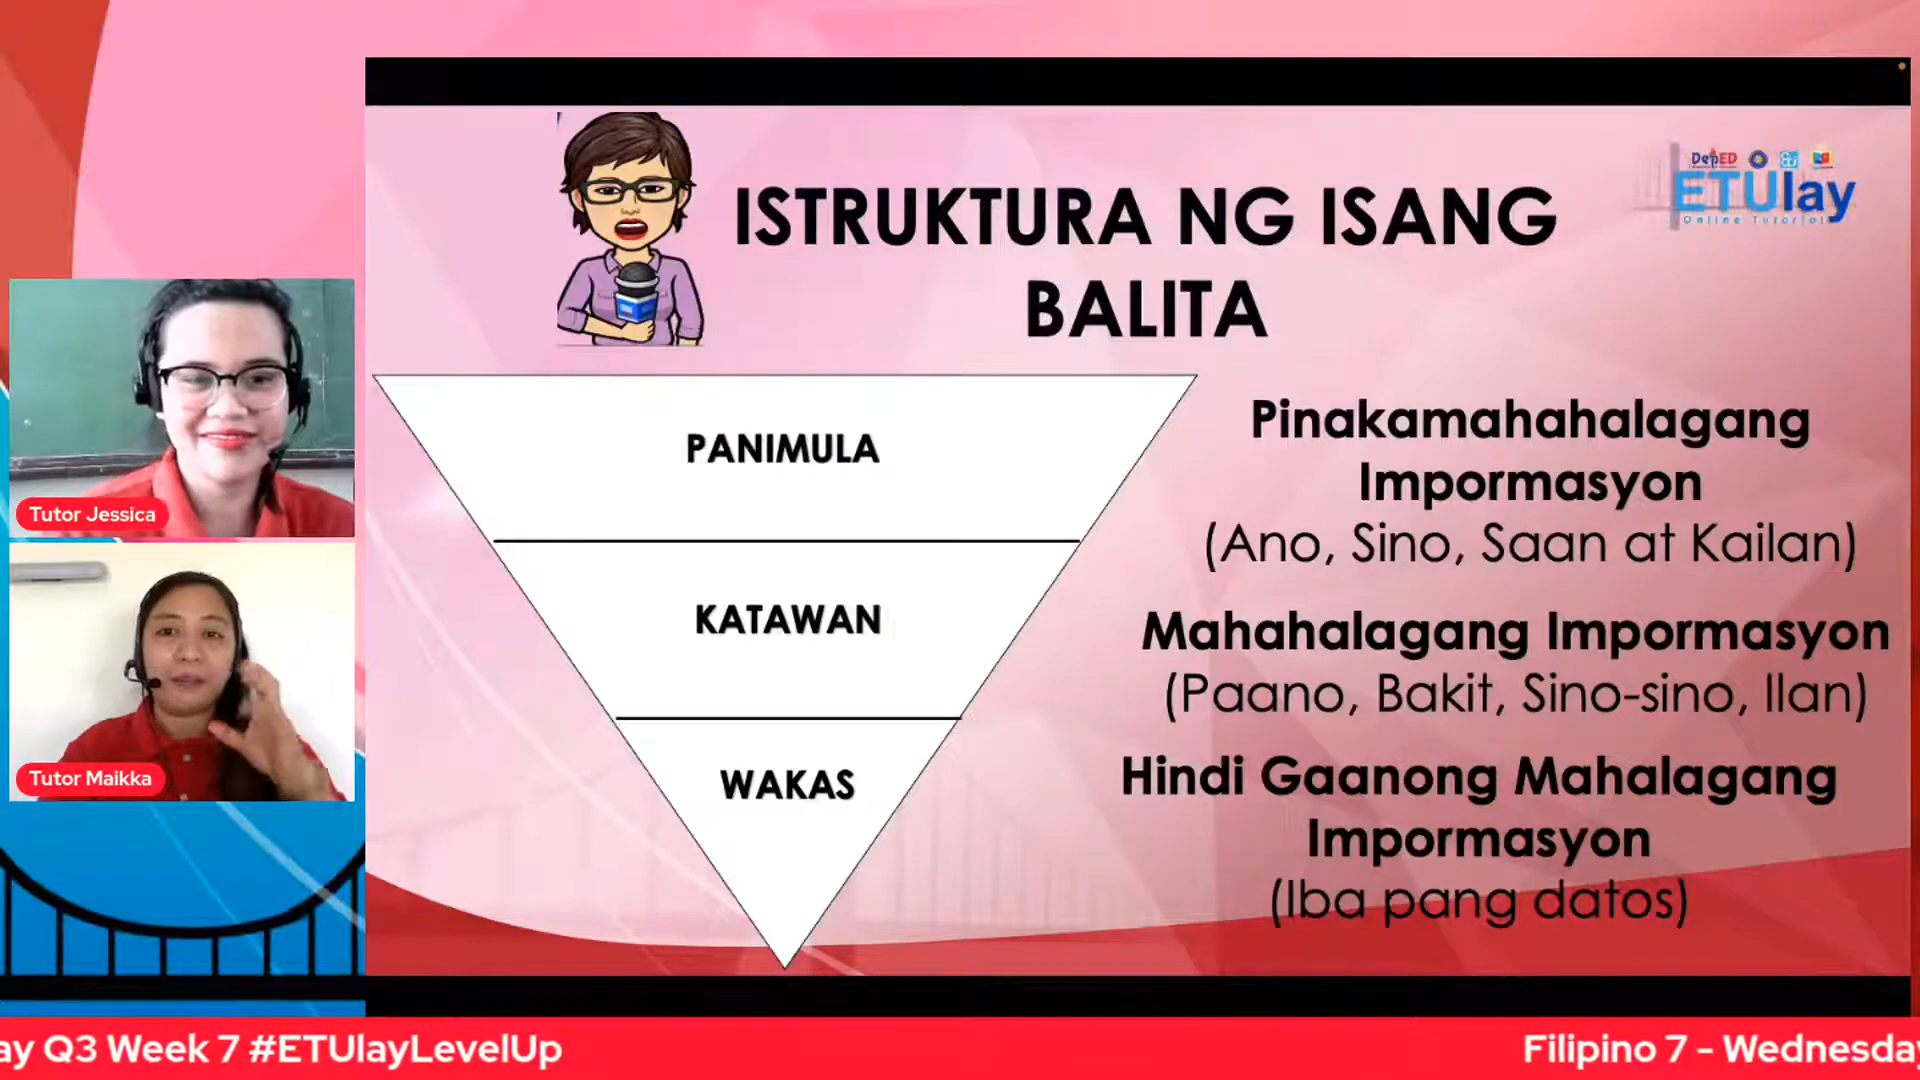 ISTRUKTURA NG ISANG
BALITA
DepED
ETUlay
Online Tutorial
PANIMULA
Pinakamahahalagang
Impormasyon
(Ano, Sino, Saan at Kailan)
KATAWAN
Mahahalagang Impormasyon
(Paano, Bakit, Sino-sino, Ilan)
WAKAS
Hindi Gaanong Mahalagang
Impormasyon
(Iba pang datos)
Tutor Jessica
Tutor Maikka
ay Q3 Week 7 #ETUlayLevelUp
Filipino 7 - Wednesday